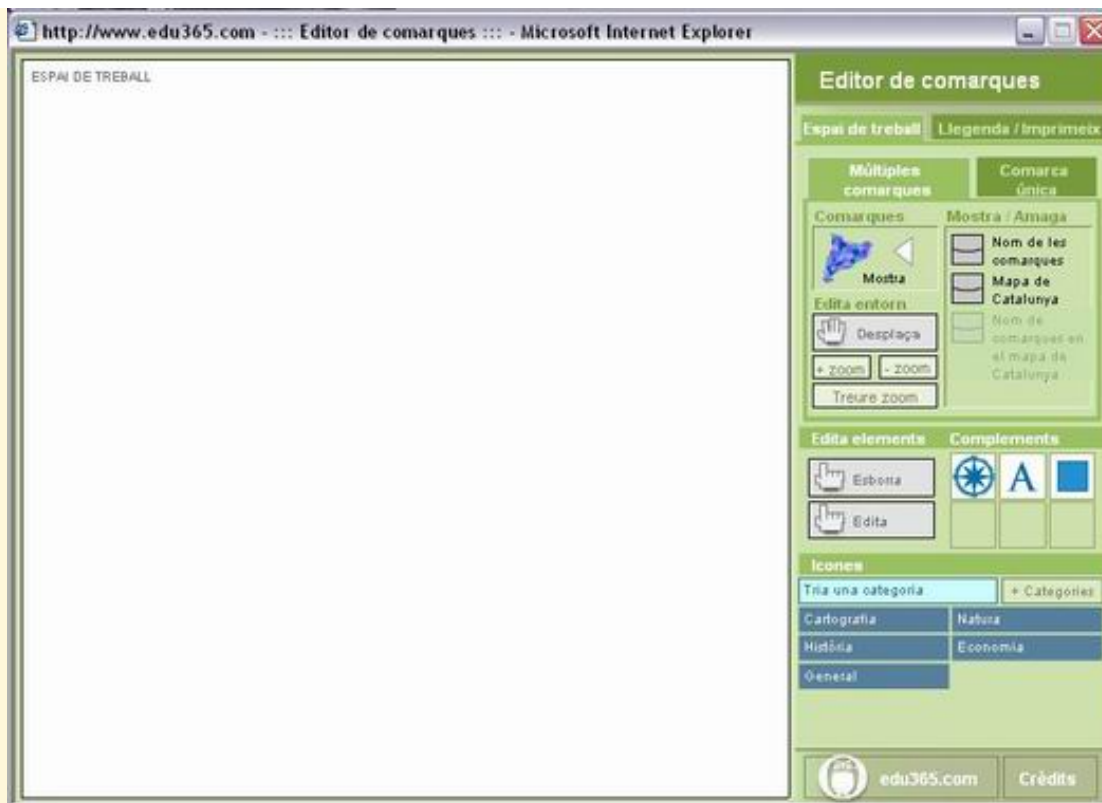 http://www.edu365.com - ::: Editor de comarques ::: - Microsoft Internet Explorer
ESPAI DE TREBALL
Editor de comarques
Espai de treball
Llegenda / Imprimeix
Múltiples
comarques
Comarca
única
Comarques
Mostra
Mostra / Amaga
Nom de les
comarques
Mapa de
Catalunya
Nom de
comarques en
el mapa de
Catalunya
Edita entorn
Desplaça
+ zoom
- zoom
Treure zoom
Edita elements
Esborra
Edita
Complements
A
Icones
Tria una categoria
+ Categories
Cartografia
Natura
Història
Economia
General
edu365.com
Crèdits